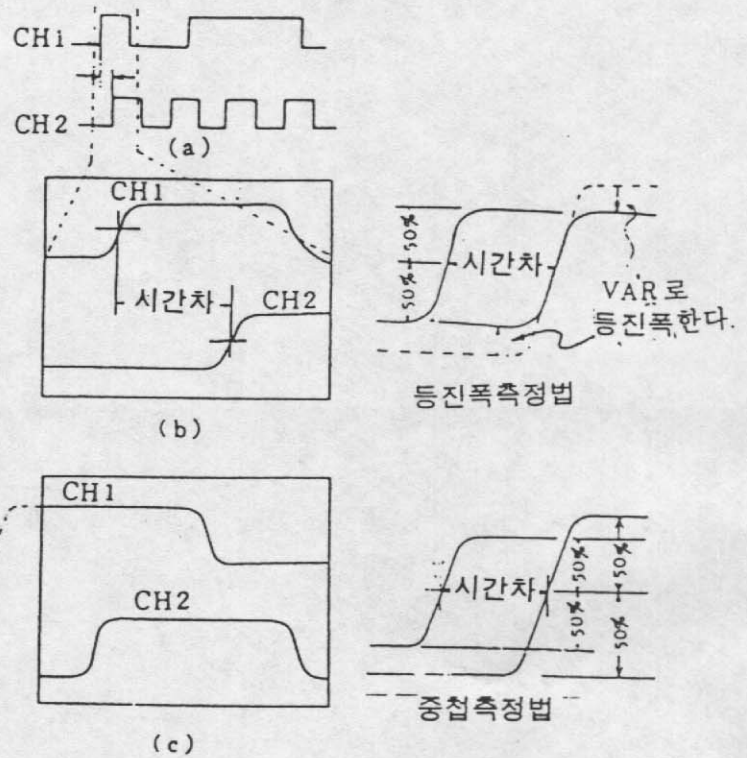 CH1
CH2
(a)
CH1
시간차
CH2
(b)
50%
50%
시간차
VAR로
등진폭한다.
등진폭측정법
CH1
CH2
(c)
시간차
50%
50%
50%
50%
중첩측정법